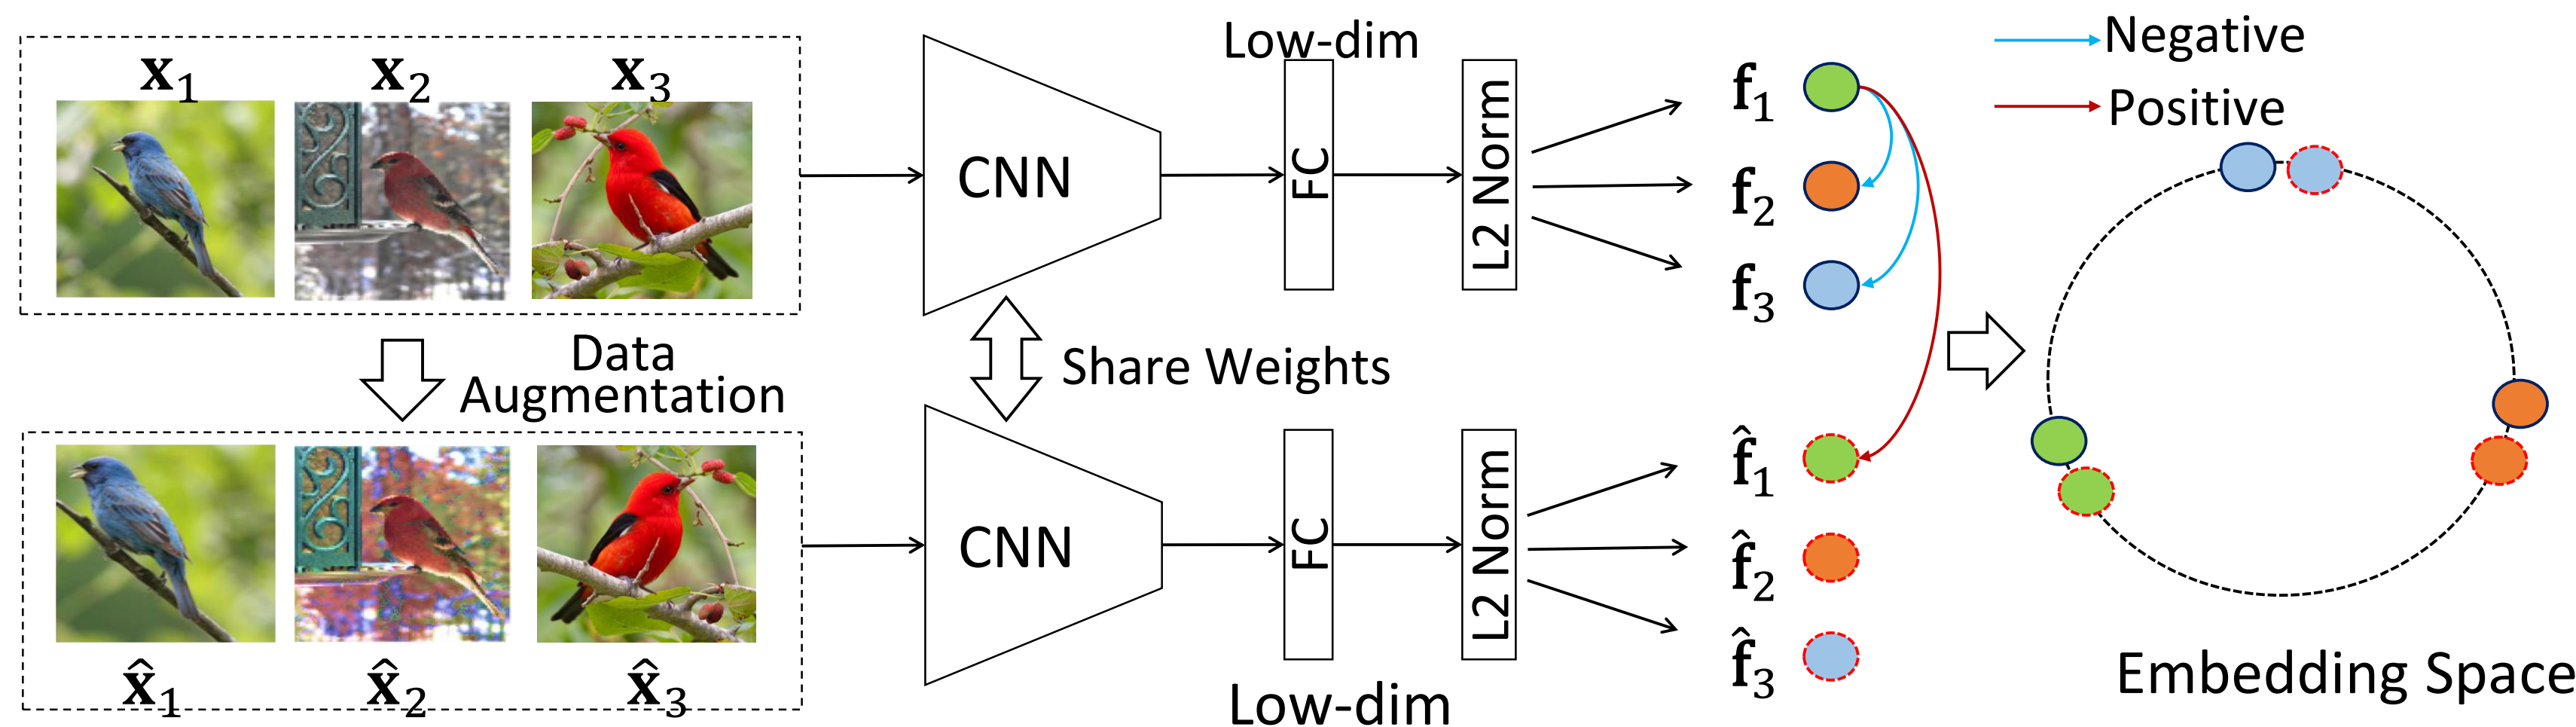 x1 x2 x3
Data
Augmentation
x̂1 x̂2 x̂3
CNN
Share Weights
CNN
Low-dim
FC
L2 Norm
FC
L2 Norm
Low-dim
f1
f2
f3
f̂1
f̂2
f̂3
Negative
Positive
Embedding Space